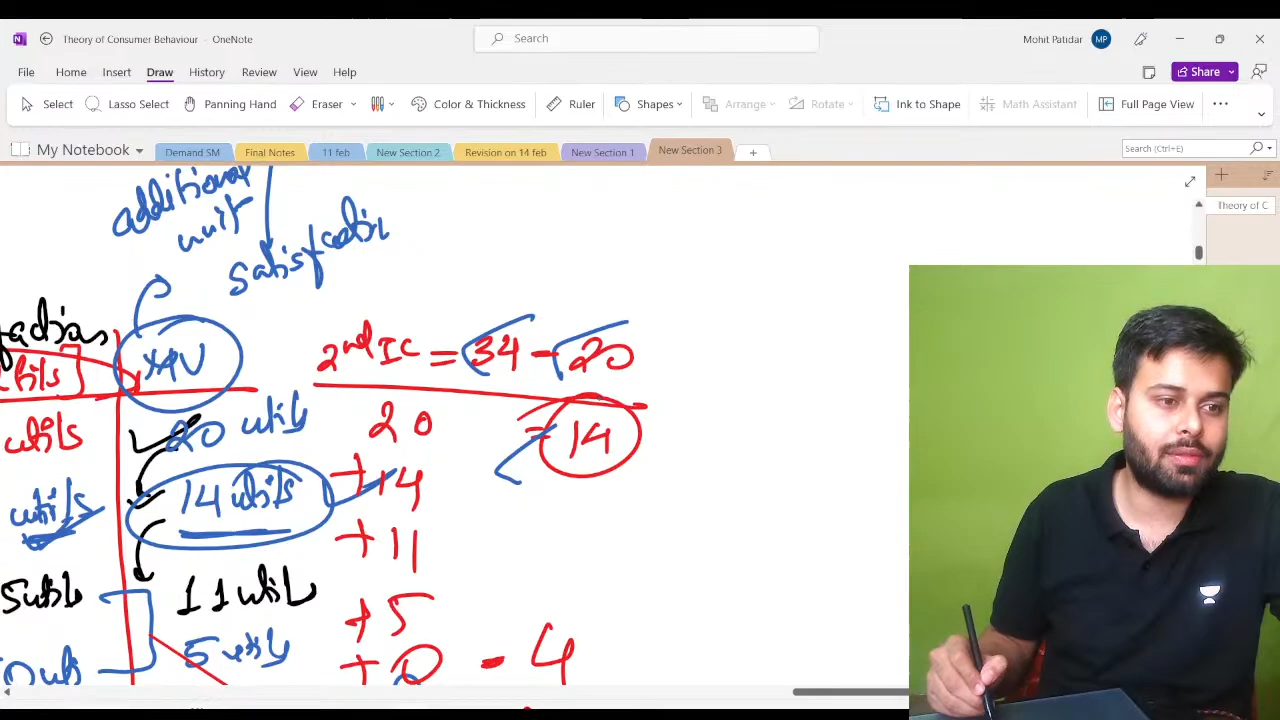 Theory of Consumer Behaviour - OneNote
Search
Mohit Patidar MP
File Home Insert Draw History Review View Help
Share
Select Lasso Select Panning Hand Eraser Color & Thickness Ruler Shapes Arrange Rotate Ink to Shape Math Assistant Full Page View
My Notebook Demand SM Final Notes 11 feb New Section 2 Revision on 14 feb New Section 1 New Section 3
Search (Ctrl+E)
Theory of C
additional
unit
satisfaction
2nd IC = 34 - 20
utils 20 utils 20 = 14
utils 14 utils +14
11 utils +11
5 utils +5
+0 - 4